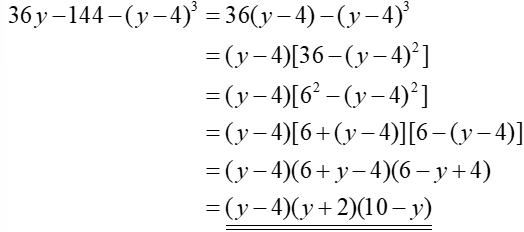 36y−144−(y−4)³ = 36(y−4)−(y−4)³
= (y−4)[36−(y−4)²]
= (y−4)[6²−(y−4)²]
= (y−4)[6+(y−4)][6−(y−4)]
= (y−4)(6+y−4)(6−y+4)
= (y−4)(y+2)(10−y)